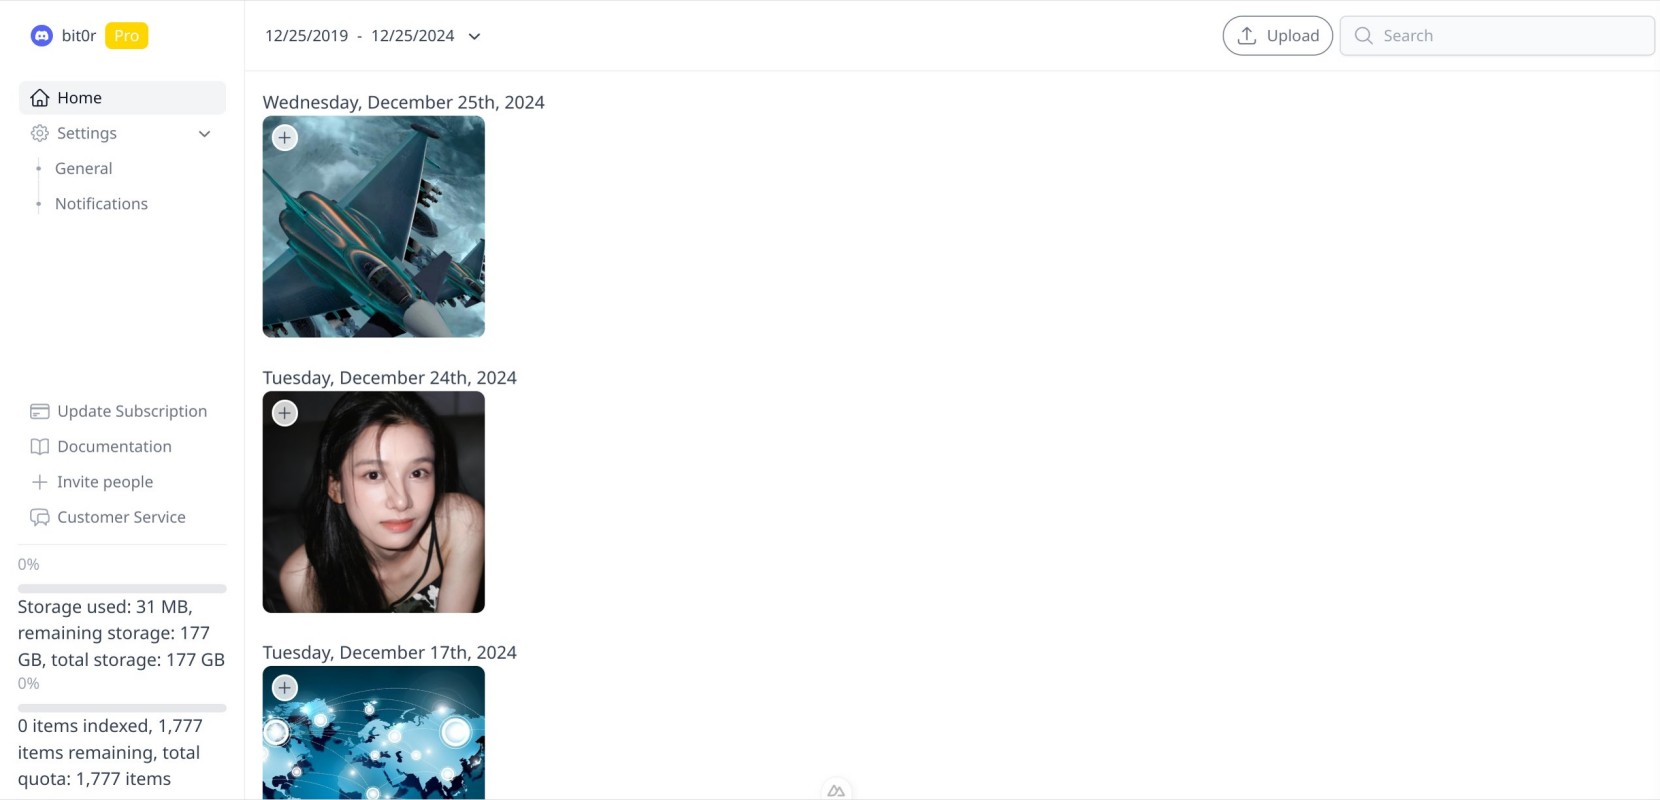 bit0r Pro
Home
Settings
General
Notifications
Update Subscription
Documentation
Invite people
Customer Service
0%
Storage used: 31 MB,
remaining storage: 177
GB, total storage: 177 GB
0%
0 items indexed, 1,777
items remaining, total
quota: 1,777 items
12/25/2019 - 12/25/2024
Upload
Search
Wednesday, December 25th, 2024
Tuesday, December 24th, 2024
Tuesday, December 17th, 2024